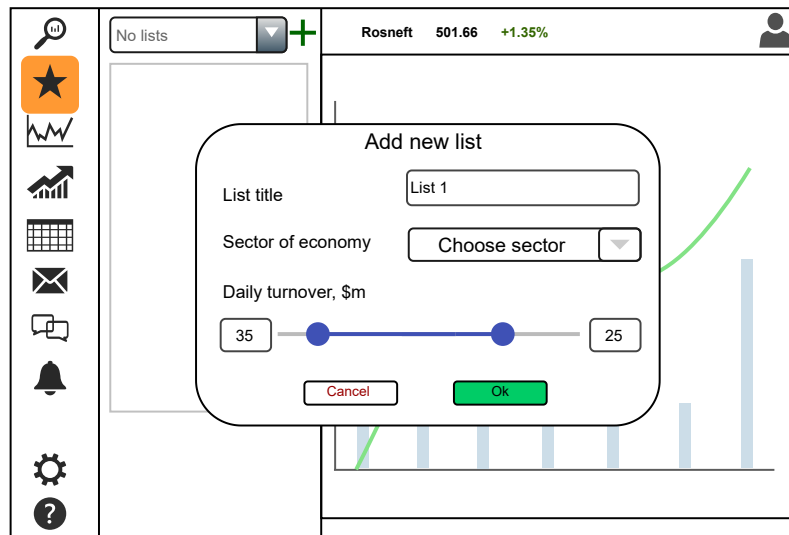 No lists
Rosneft 501.66 +1.35%
Add new list
List title
List 1
Sector of economy
Choose sector
Daily turnover, $m
35
25
Cancel
Ok
?